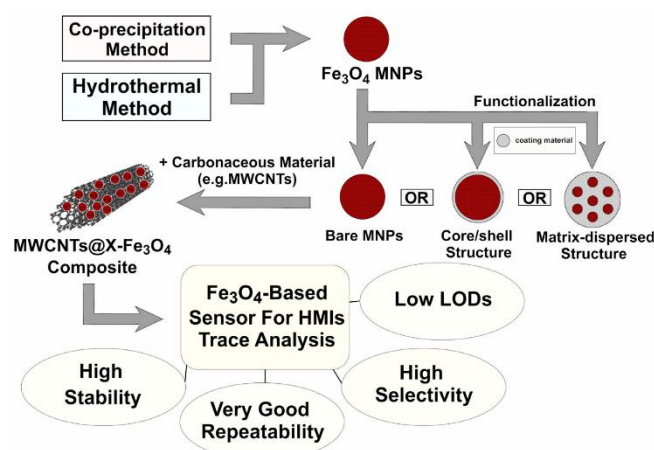 Co-precipitation
Method
Hydrothermal
Method
Fe₃O₄ MNPs
Functionalization
coating material
+ Carbonaceous Material
(e.g.MWCNTs)
OR
OR
Bare MNPs
Core/shell
Structure
Matrix-dispersed
Structure
MWCNTs@X-Fe₃O₄
Composite
Fe₃O₄-Based
Sensor For HMIs
Trace Analysis
Low LODs
High
Stability
Very Good
Repeatability
High
Selectivity